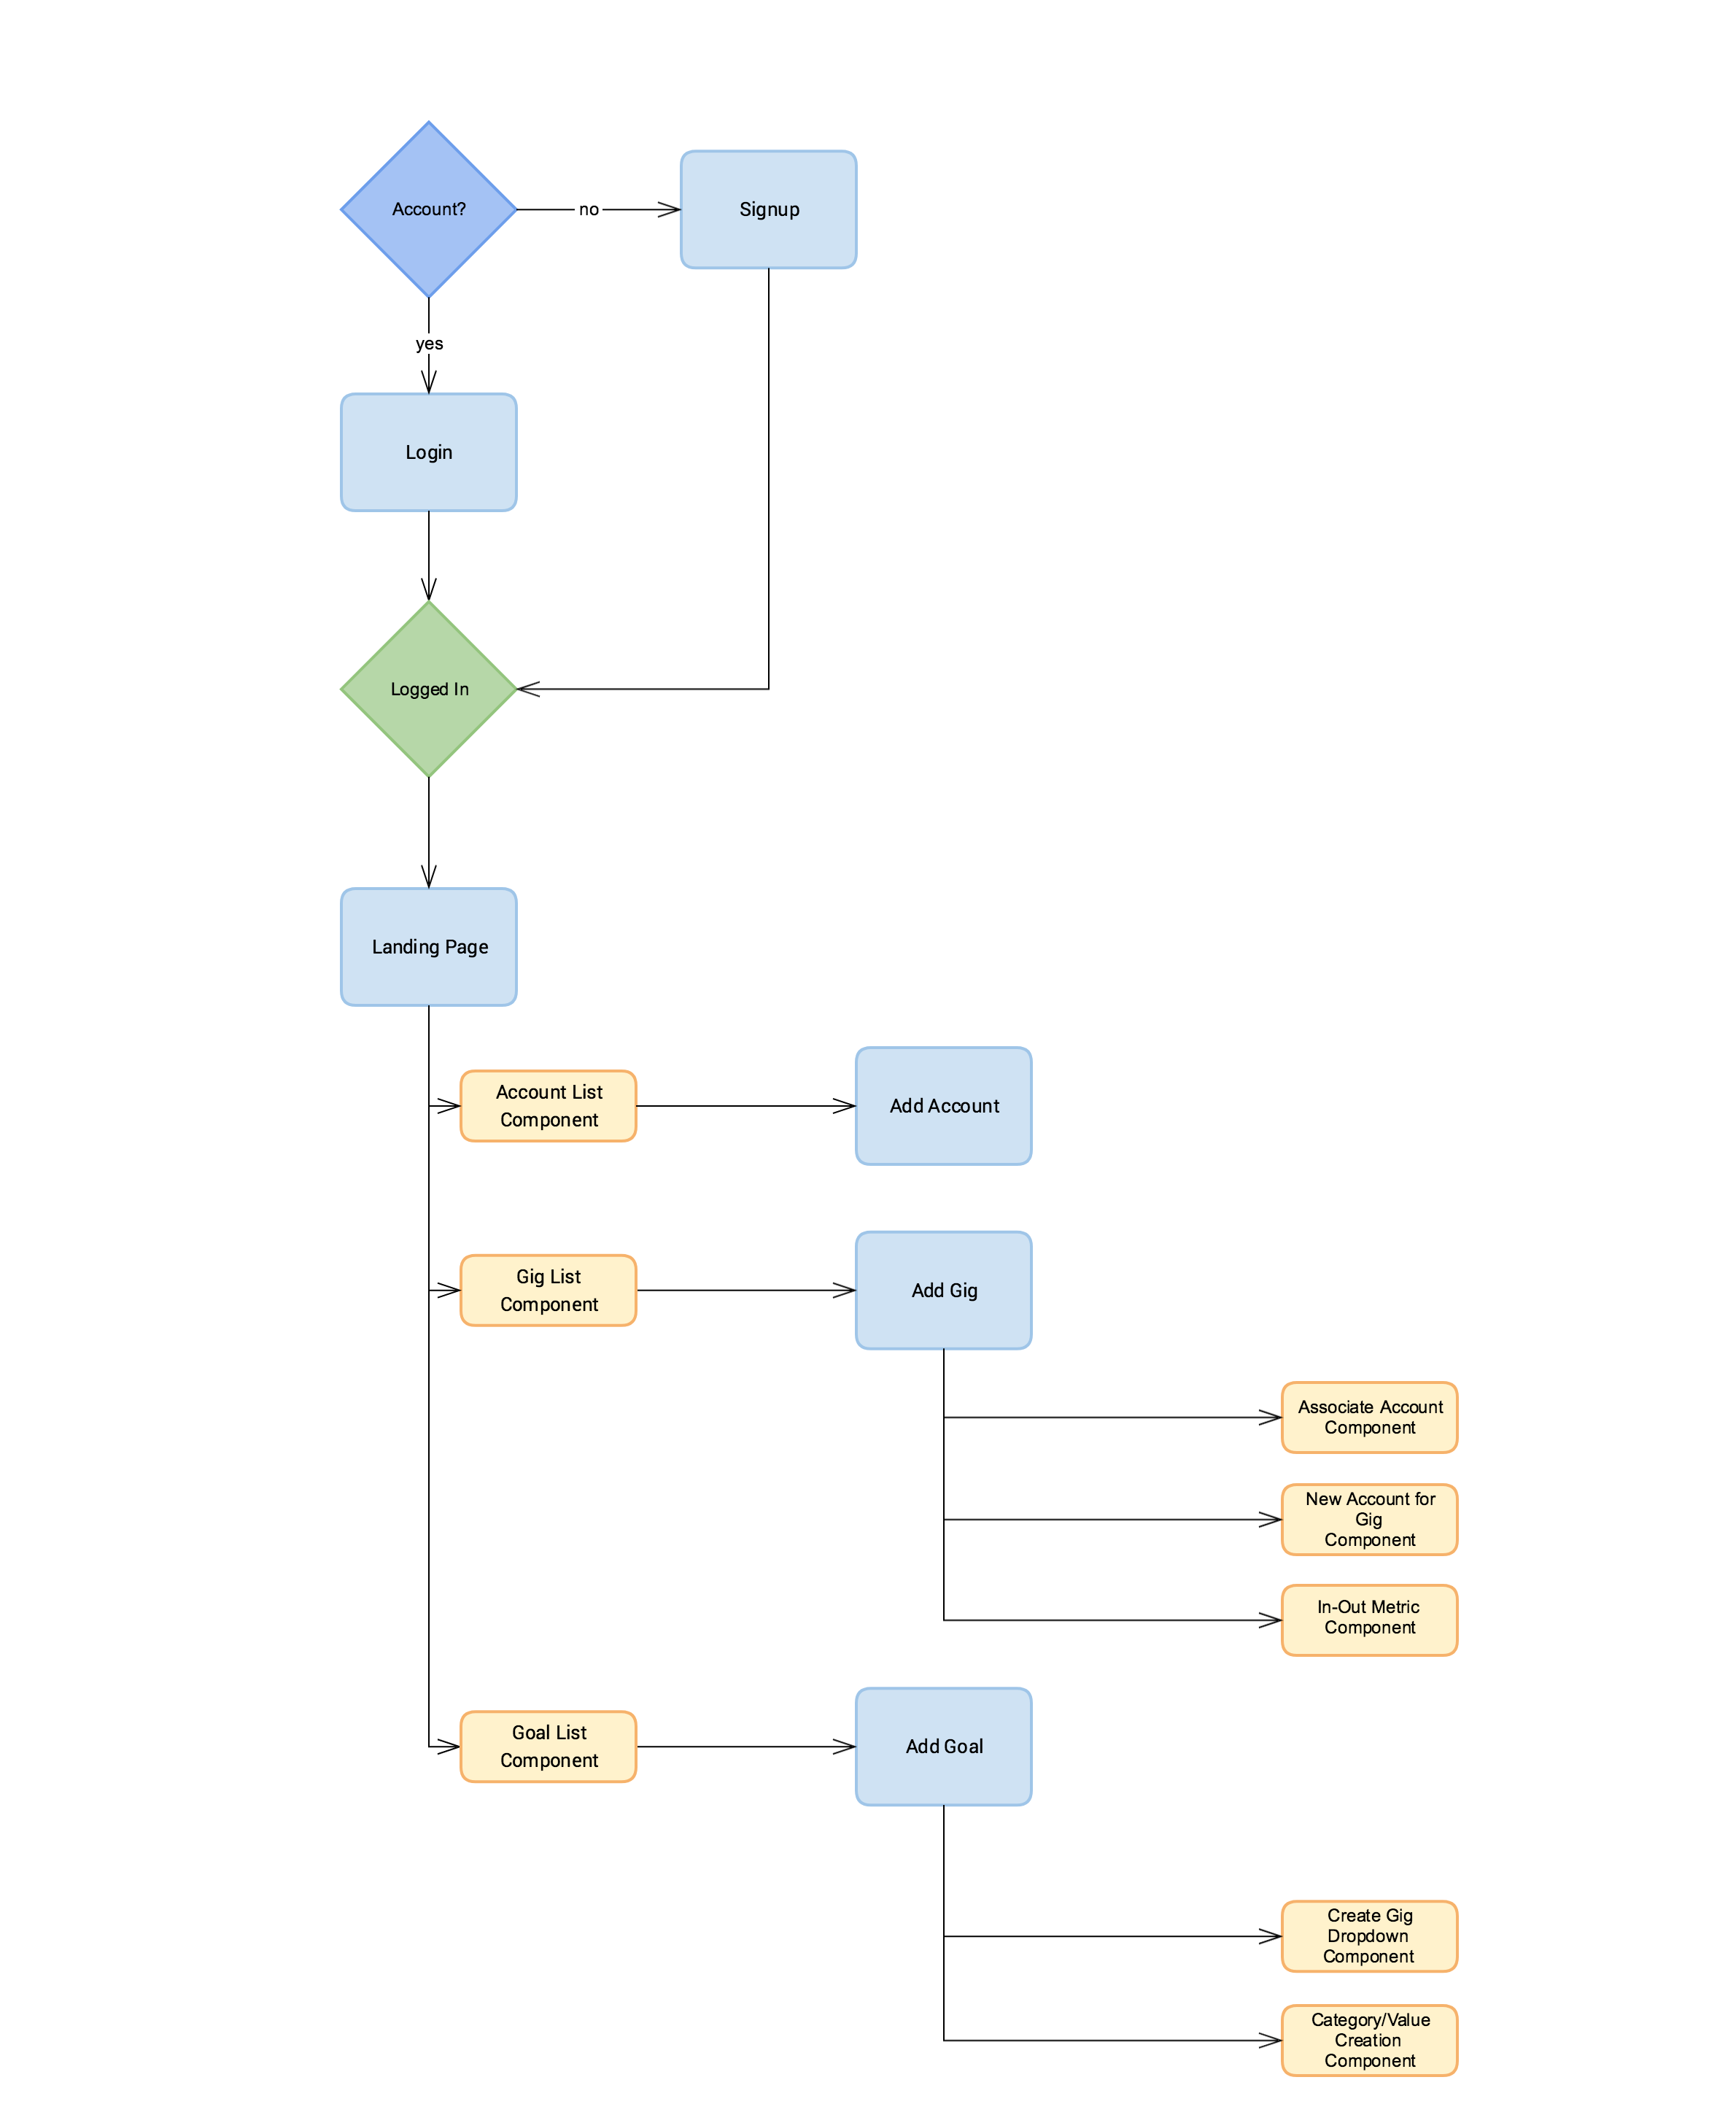 Account?
no
Signup
yes
Login
Logged In
Landing Page
Account List
Component
Add Account
Gig List
Component
Add Gig
Associate Account
Component
New Account for
Gig
Component
In-Out Metric
Component
Goal List
Component
Add Goal
Create Gig
Dropdown
Component
Category/Value
Creation
Component